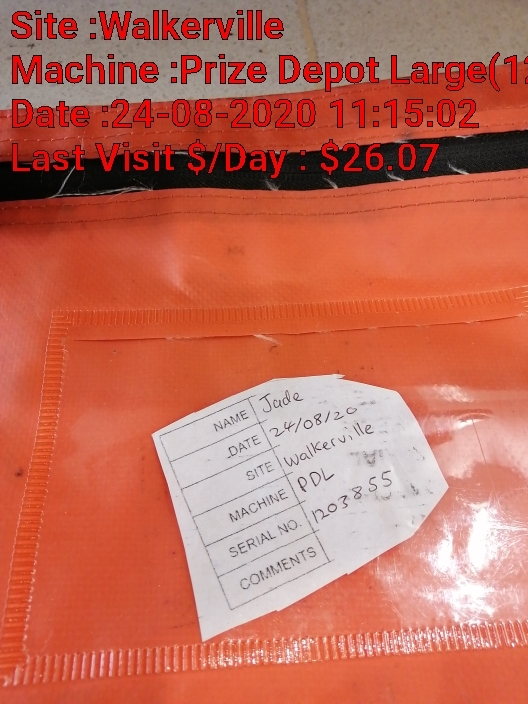 Site :Walkerville
Machine :Prize Depot Large(12
Date :24-08-2020 11:15:02
Last Visit $/Day : $26.07
NAME Jade
DATE 24/08/20
SITE Walkerville
MACHINE PDL
SERIAL NO. 1203855
COMMENTS